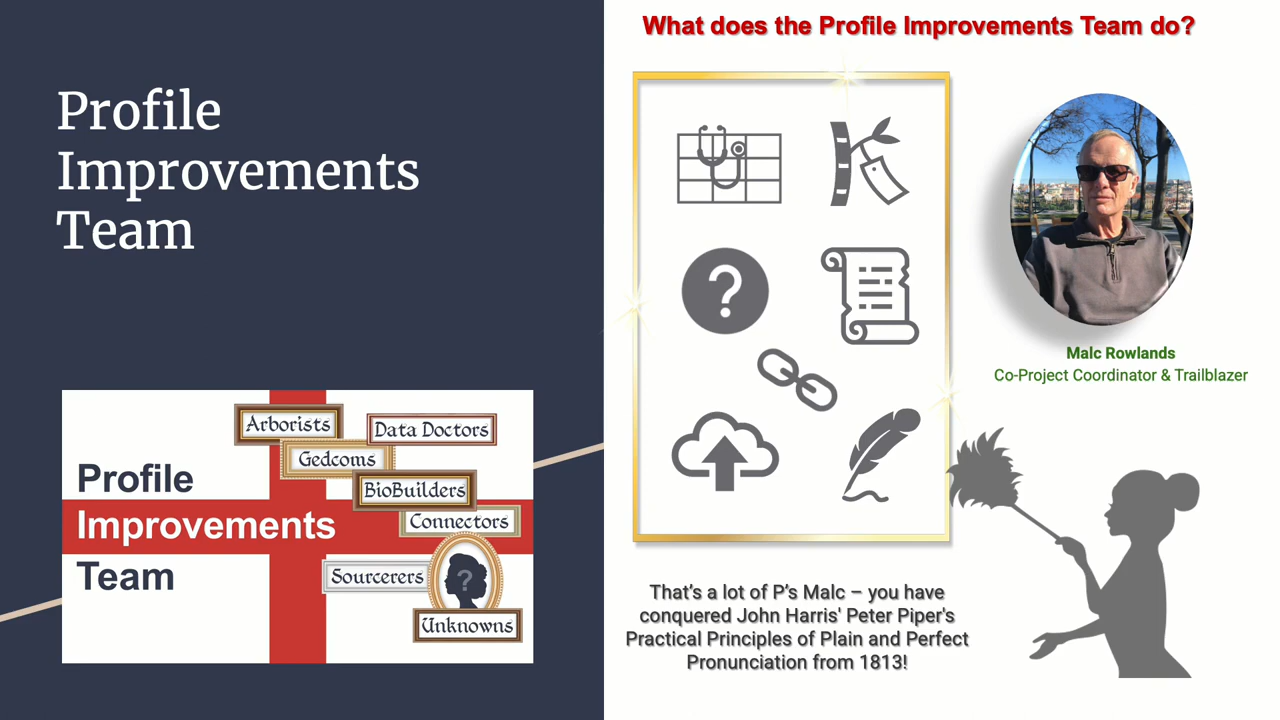 Profile
Improvements
Team
Arborists
Data Doctors
Gedcoms
BioBuilders
Connectors
Sourcerers
?
Unknowns
Profile
Improvements
Team
What does the Profile Improvements Team do?
?
Malc Rowlands
Co-Project Coordinator & Trailblazer
That's a lot of P's Malc – you have
conquered John Harris' Peter Piper's
Practical Principles of Plain and Perfect
Pronunciation from 1813!